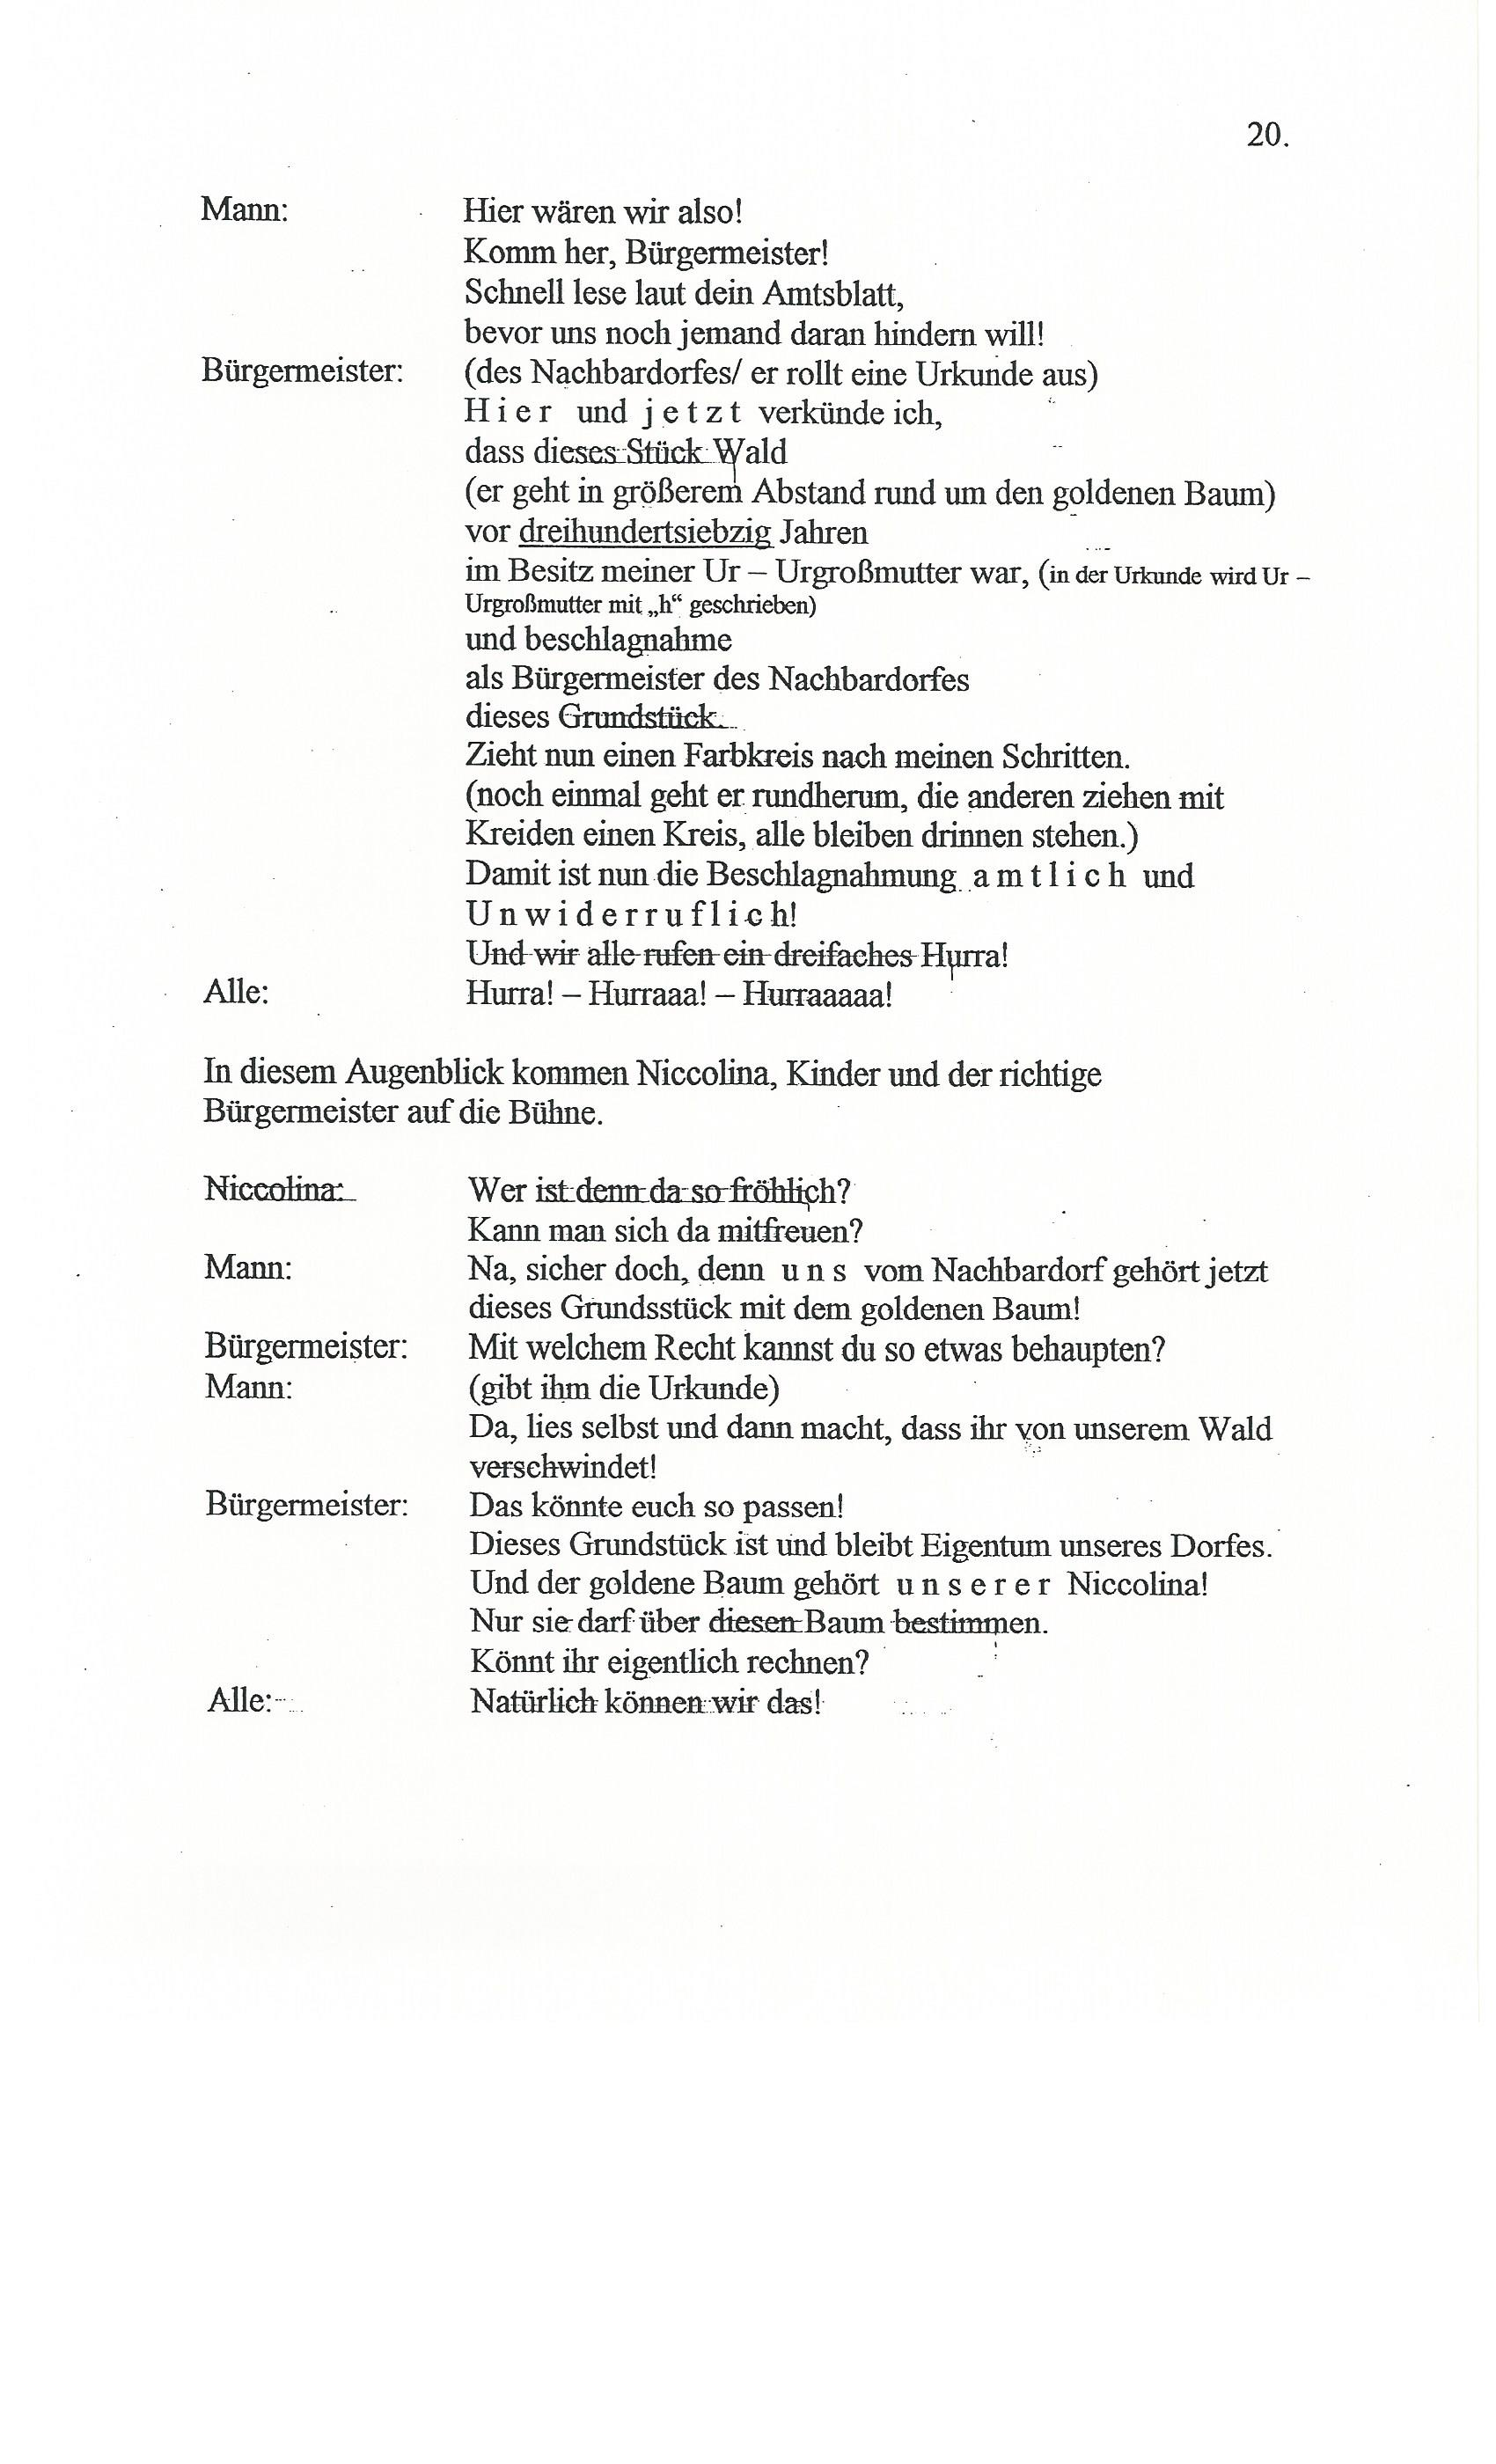 20.
Mann: Hier wären wir also!
Komm her, Bürgermeister!
Schnell lese laut dein Amtsblatt,
bevor uns noch jemand daran hindern will!
Bürgermeister: (des Nachbardorfes/ er rollt eine Urkunde aus)
H i e r und j e t z t verkünde ich,
dass dieses Stück Wald
(er geht in größerem Abstand rund um den goldenen Baum)
vor dreihundertsiebzig Jahren
im Besitz meiner Ur – Urgroßmutter war, (in der Urkunde wird Ur –
Urgroßmutter mit „h“ geschrieben)
und beschlagnahme
als Bürgermeister des Nachbardorfes
dieses Grundstück.
Zieht nun einen Farbkreis nach meinen Schritten.
(noch einmal geht er rundherum, die anderen ziehen mit
Kreiden einen Kreis, alle bleiben drinnen stehen.)
Damit ist nun die Beschlagnahmung a m t l i c h und
U n w i d e r r u f l i c h!
Und wir alle rufen ein dreifaches Hurra!
Alle: Hurra! – Hurraaa! – Hurraaaaa!
In diesem Augenblick kommen Niccolina, Kinder und der richtige
Bürgermeister auf die Bühne.
Niccolina: Wer ist denn da so fröhlich?
Kann man sich da mitfreuen?
Mann: Na, sicher doch, denn u n s vom Nachbardorf gehört jetzt
dieses Grundsstück mit dem goldenen Baum!
Bürgermeister: Mit welchem Recht kannst du so etwas behaupten?
Mann: (gibt ihm die Urkunde)
Da, lies selbst und dann macht, dass ihr von unserem Wald
verschwindet!
Bürgermeister: Das könnte euch so passen!
Dieses Grundstück ist und bleibt Eigentum unseres Dorfes.
Und der goldene Baum gehört u n s e r e r Niccolina!
Nur sie darf über diesen Baum bestimmen.
Könnt ihr eigentlich rechnen?
Alle: Natürlich können wir das!